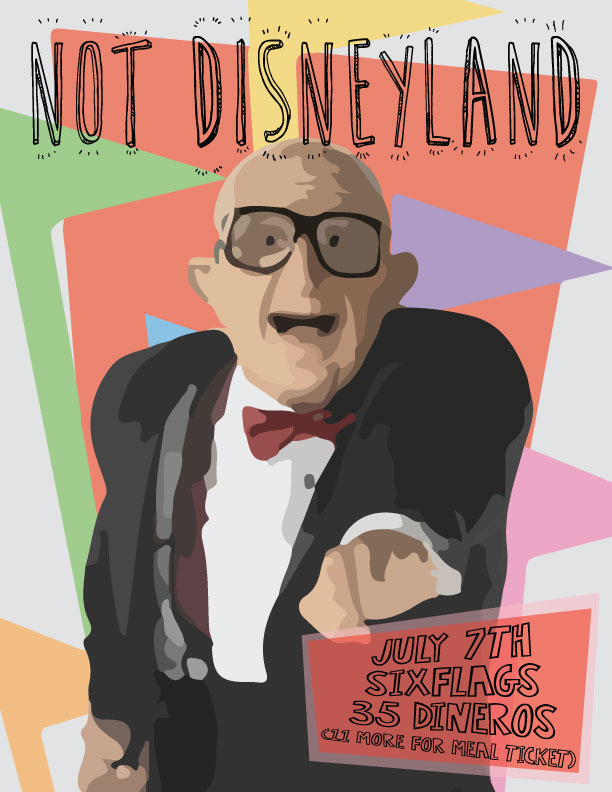 NOT DISNEYLAND
JULY 7TH
SIXFLAGS
35 DINEROS
(11 MORE FOR MEAL TICKET)